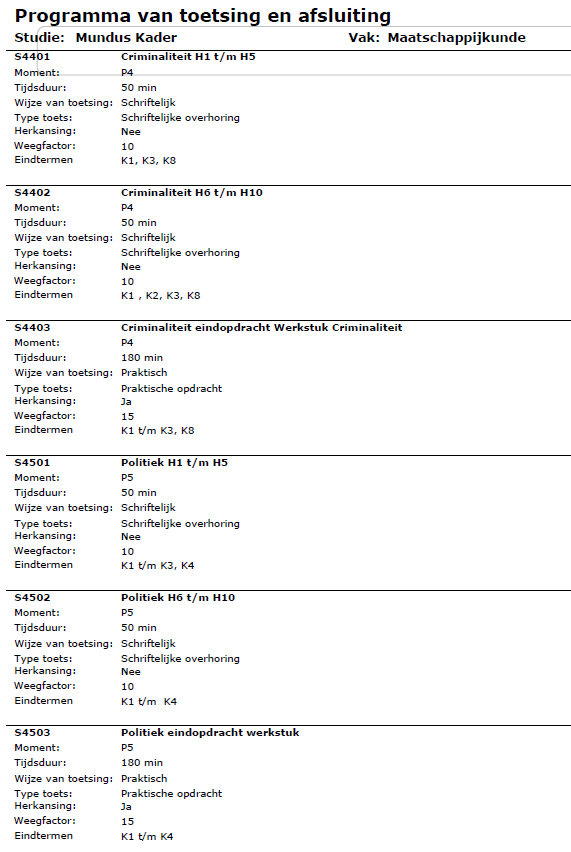 Programma van toetsing en afsluiting
Studie: Mundus Kader Vak: Maatschappijkunde
S4401 Criminaliteit H1 t/m H5
Moment: P4
Tijdsduur: 50 min
Wijze van toetsing: Schriftelijk
Type toets: Schriftelijke overhoring
Herkansing: Nee
Weegfactor: 10
Eindtermen K1, K3, K8
S4402 Criminaliteit H6 t/m H10
Moment: P4
Tijdsduur: 50 min
Wijze van toetsing: Schriftelijk
Type toets: Schriftelijke overhoring
Herkansing: Nee
Weegfactor: 10
Eindtermen K1 , K2, K3, K8
S4403 Criminaliteit eindopdracht Werkstuk Criminaliteit
Moment: P4
Tijdsduur: 180 min
Wijze van toetsing: Praktisch
Type toets: Praktische opdracht
Herkansing: Ja
Weegfactor: 15
Eindtermen K1 t/m K3, K8
S4501 Politiek H1 t/m H5
Moment: P5
Tijdsduur: 50 min
Wijze van toetsing: Schriftelijk
Type toets: Schriftelijke overhoring
Herkansing: Nee
Weegfactor: 10
Eindtermen K1 t/m K3, K4
S4502 Politiek H6 t/m H10
Moment: P5
Tijdsduur: 50 min
Wijze van toetsing: Schriftelijk
Type toets: Schriftelijke overhoring
Herkansing: Nee
Weegfactor: 10
Eindtermen K1 t/m K4
S4503 Politiek eindopdracht werkstuk
Moment: P5
Tijdsduur: 180 min
Wijze van toetsing: Praktisch
Type toets: Praktische opdracht
Herkansing: Ja
Weegfactor: 15
Eindtermen K1 t/m K4